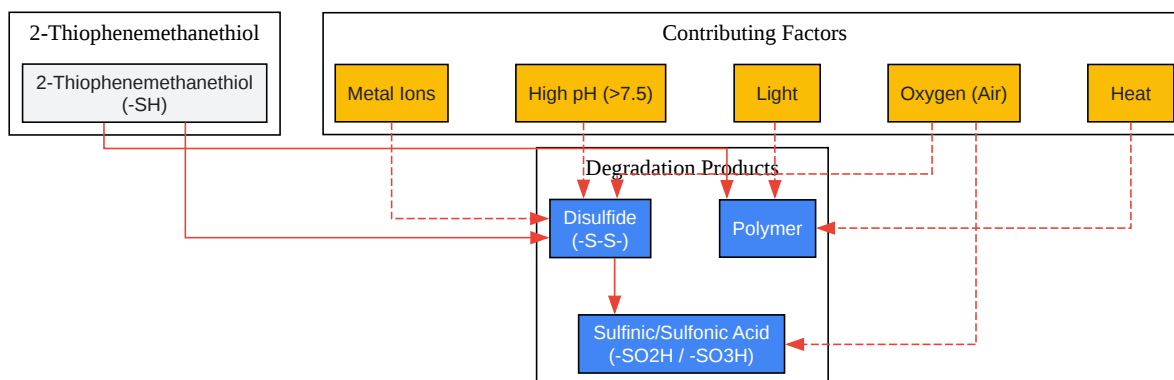 2-Thiophenemethanethiol
2-Thiophenemethanethiol
(-SH)
Contributing Factors
Metal Ions
High pH (>7.5)
Light
Oxygen (Air)
Heat
Degradation Products
Disulfide
(-S-S-)
Polymer
Sulfinic/Sulfonic Acid
(-SO2H / -SO3H)